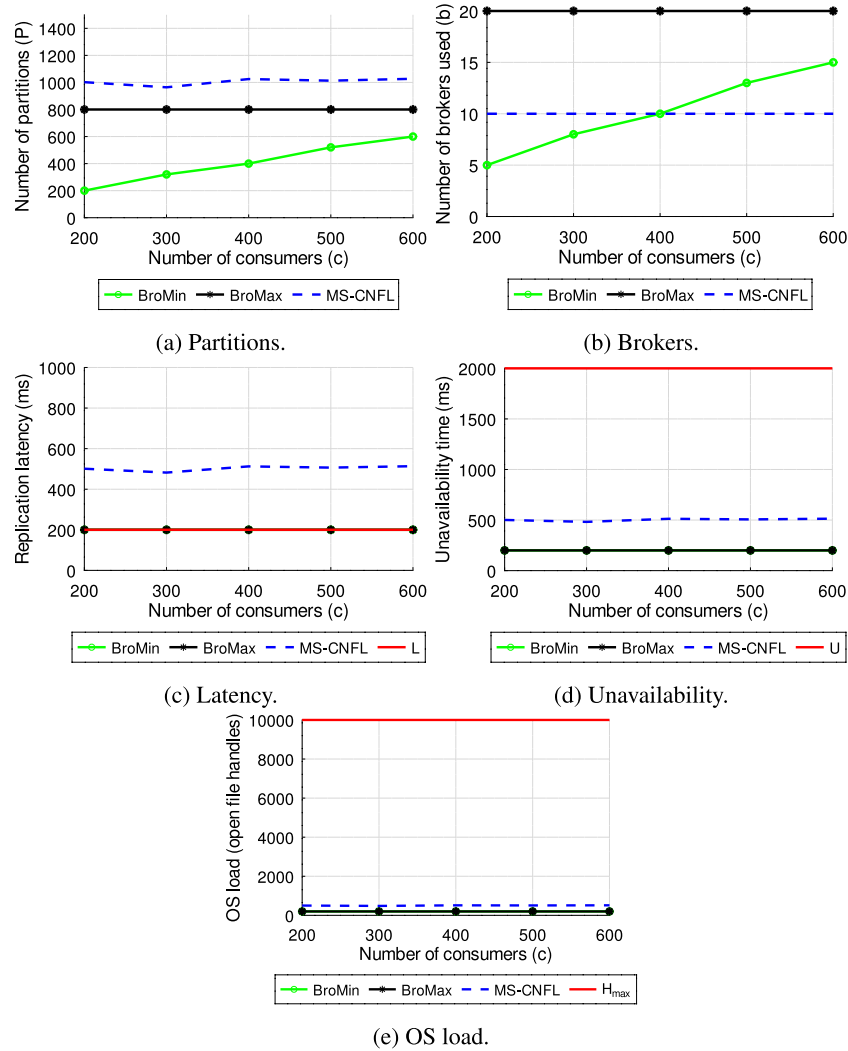 Number of partitions (P)
1400
1200
1000
800
600
400
200
0
200 300 400 500 600
Number of consumers (c)
BroMin BroMax MS-CNFL
(a) Partitions.
Number of brokers used (b)
20
15
10
5
0
200 300 400 500 600
Number of consumers (c)
BroMin BroMax MS-CNFL
(b) Brokers.
Replication latency (ms)
1000
800
600
400
200
0
200 300 400 500 600
Number of consumers (c)
BroMin BroMax MS-CNFL L
(c) Latency.
Unavailability time (ms)
2000
1500
1000
500
0
200 300 400 500 600
Number of consumers (c)
BroMin BroMax MS-CNFL U
(d) Unavailability.
OS load (open file handles)
10000
8000
6000
4000
2000
0
200 300 400 500 600
Number of consumers (c)
BroMin BroMax MS-CNFL Hmax
(e) OS load.